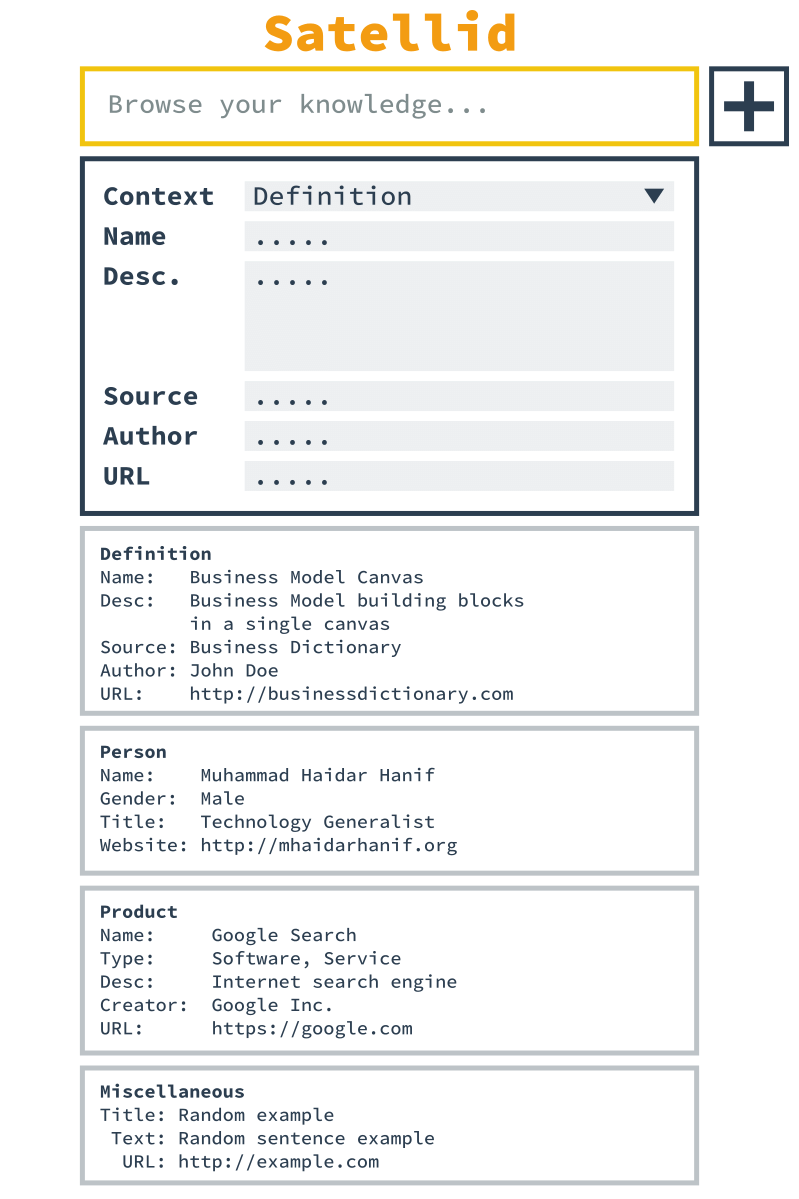 Satellid
Browse your knowledge...
Context Definition
Name .....
Desc. .....
Source .....
Author .....
URL .....
Definition
Name: Business Model Canvas
Desc: Business Model building blocks
in a single canvas
Source: Business Dictionary
Author: John Doe
URL: http://businessdictionary.com
Person
Name: Muhammad Haidar Hanif
Gender: Male
Title: Technology Generalist
Website: http://mhaidarhanif.org
Product
Name: Google Search
Type: Software, Service
Desc: Internet search engine
Creator: Google Inc.
URL: https://google.com
Miscellaneous
Title: Random example
Text: Random sentence example
URL: http://example.com